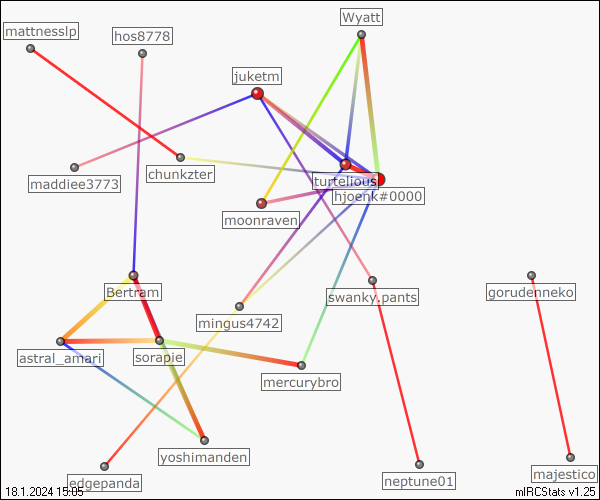 Wyatt
mattnesslp
hos8778
juketm
chunkzter
maddiee3773
turtelious
hjoenk#0000
moonraven
Bertram
swanky.pants
gorudenneko
mingus4742
astral_amari
sorapie
mercurybro
yoshimanden
edgepanda
neptune01
majestico
18.1.2024 15:05
mIRCStats v1.25